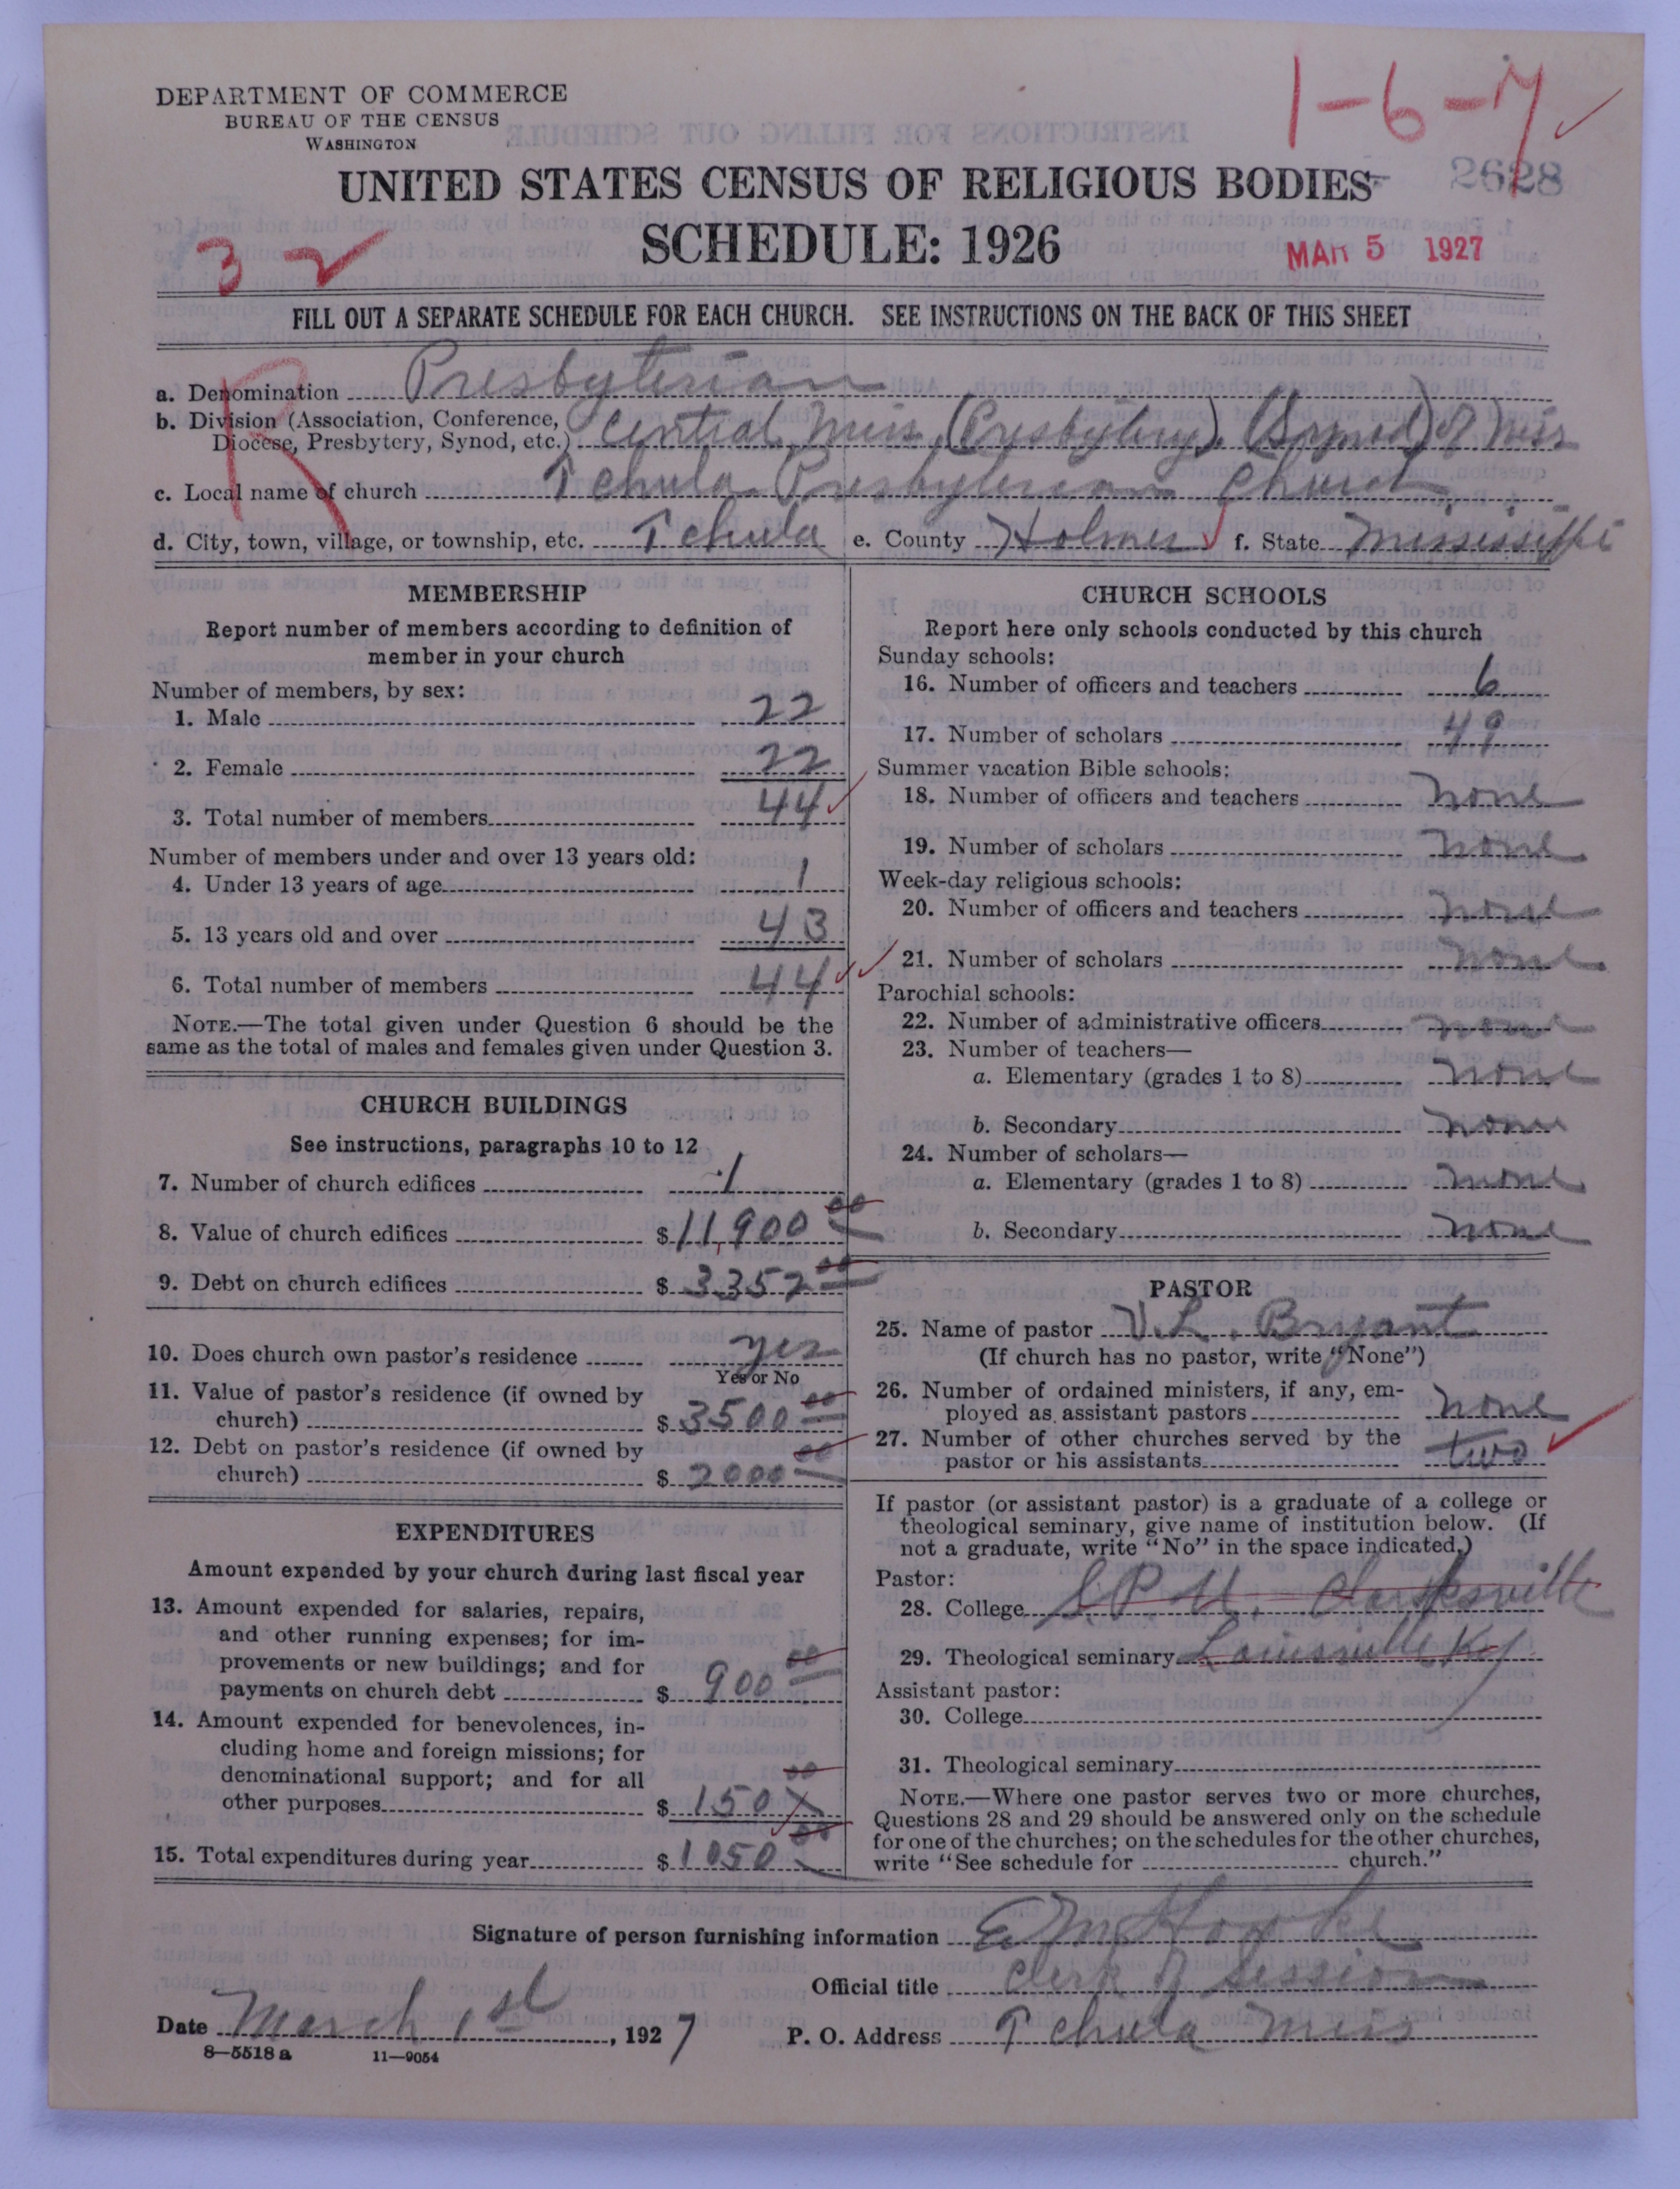 DEPARTMENT OF COMMERCE
BUREAU OF THE CENSUS
WASHINGTON
1-6-7
2628
UNITED STATES CENSUS OF RELIGIOUS BODIES
SCHEDULE: 1926
32
MAR 5 1927
FILL OUT A SEPARATE SCHEDULE FOR EACH CHURCH. SEE INSTRUCTIONS ON THE BACK OF THIS SHEET
R
a. Denomination Presbyterian
b. Division (Association, Conference,
Diocese, Presbytery, Synod, etc.) Central Miss (Presbytery) (Synod) of Miss
c. Local name of church Tchula Presbyterian Church
d. City, town, village, or township, etc. Tchula e. County Holmes f. State Mississippi
MEMBERSHIP
Report number of members according to definition of
member in your church
Number of members, by sex:
1. Male 22
2. Female 22
3. Total number of members 44
Number of members under and over 13 years old:
4. Under 13 years of age 1
5. 13 years old and over 43
6. Total number of members 44
NOTE.—The total given under Question 6 should be the
same as the total of males and females given under Question 3.
CHURCH BUILDINGS
See instructions, paragraphs 10 to 12
7. Number of church edifices 1
8. Value of church edifices $11,900 00
9. Debt on church edifices $3352 00
10. Does church own pastor's residence yes
Yes or No
11. Value of pastor's residence (if owned by
church) $3500 00
12. Debt on pastor's residence (if owned by
church) $2000 00
EXPENDITURES
Amount expended by your church during last fiscal year
13. Amount expended for salaries, repairs,
and other running expenses; for im-
provements or new buildings; and for
payments on church debt $900 00
14. Amount expended for benevolences, in-
cluding home and foreign missions; for
denominational support; and for all
other purposes $150 00
15. Total expenditures during year $1050 00
CHURCH SCHOOLS
Report here only schools conducted by this church
Sunday schools:
16. Number of officers and teachers 6
17. Number of scholars 49
Summer vacation Bible schools:
18. Number of officers and teachers none
19. Number of scholars none
Week-day religious schools:
20. Number of officers and teachers none
21. Number of scholars none
Parochial schools:
22. Number of administrative officers none
23. Number of teachers—
a. Elementary (grades 1 to 8) none
b. Secondary none
24. Number of scholars—
a. Elementary (grades 1 to 8) none
b. Secondary none
PASTOR
25. Name of pastor V. L. Bryant
(If church has no pastor, write "None")
26. Number of ordained ministers, if any, em-
ployed as assistant pastors none
27. Number of other churches served by the
pastor or his assistants two
If pastor (or assistant pastor) is a graduate of a college or
theological seminary, give name of institution below. (If
not a graduate, write "No" in the space indicated.)
Pastor:
28. College S.P.U. Clarksville
29. Theological seminary Louisville Ky
Assistant pastor:
30. College
31. Theological seminary
NOTE.—Where one pastor serves two or more churches,
Questions 28 and 29 should be answered only on the schedule
for one of the churches; on the schedules for the other churches,
write "See schedule for church."
Signature of person furnishing information
Official title Clerk of Session
Date March 1st, 1927 P. O. Address Tchula Miss
8—5518 a 11—9054